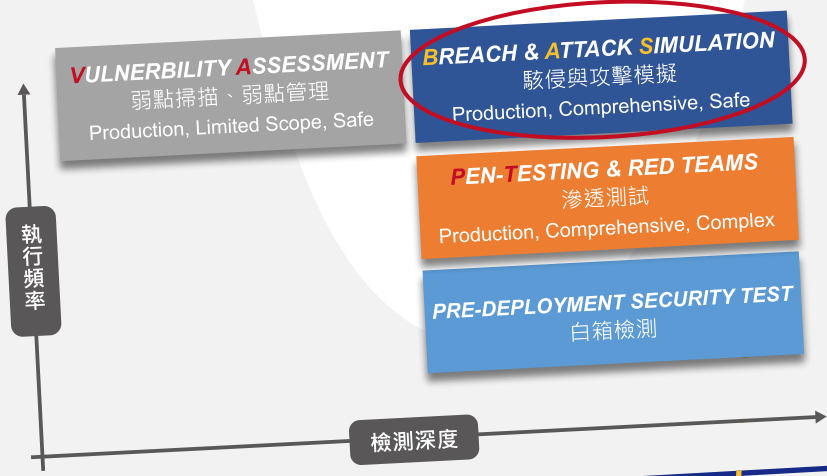 VULNERBILITY ASSESSMENT
弱點掃描、弱點管理
Production, Limited Scope, Safe
BREACH & ATTACK SIMULATION
駭侵與攻擊模擬
Production, Comprehensive, Safe
PEN-TESTING & RED TEAMS
滲透測試
Production, Comprehensive, Complex
PRE-DEPLOYMENT SECURITY TEST
白箱檢測
執行頻率
檢測深度